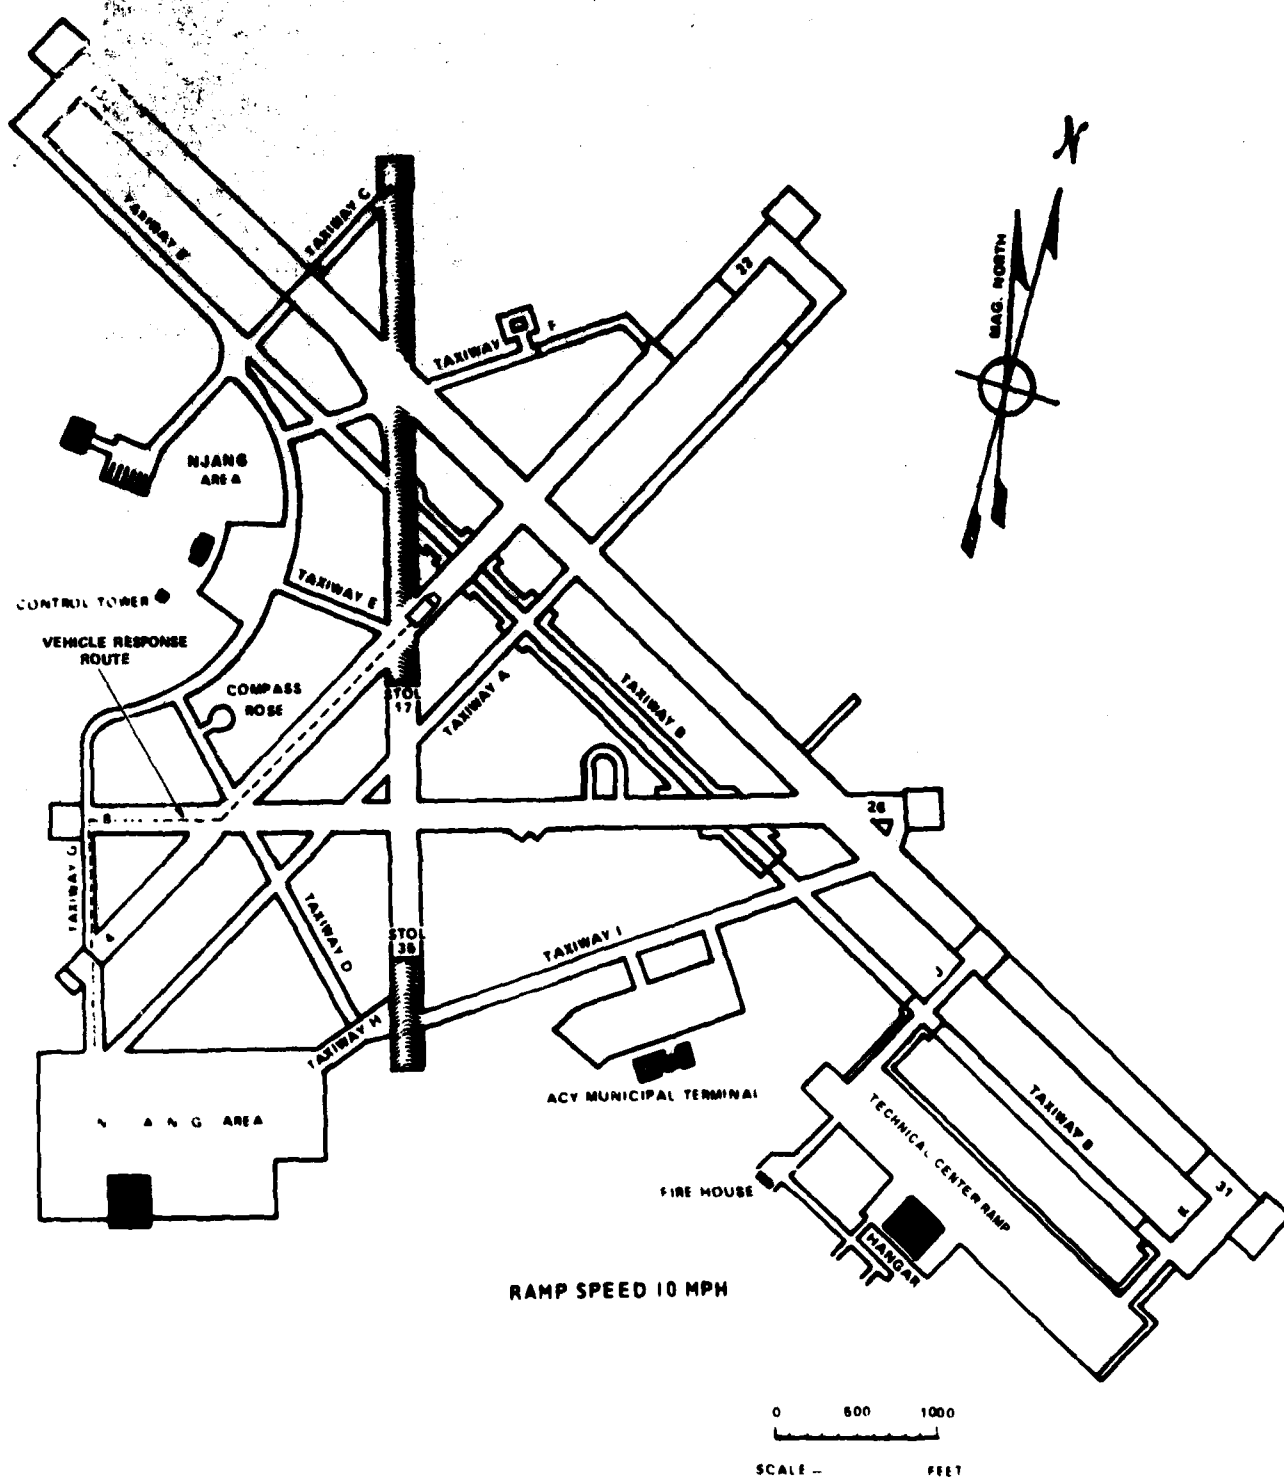 N
MAG. NORTH
TAXIWAY B
TAXIWAY C
22
TAXIWAY F
NJANG
AREA
TAXIWAY E
CONTROL TOWER
VEHICLE RESPONSE
ROUTE
COMPASS
ROSE
STOL
17
TAXIWAY A
TAXIWAY B
8
26
TAXIWAY G
4
TAXIWAY D
STOL
35
TAXIWAY I
J
TAXIWAY H
ACY MUNICIPAL TERMINAL
N A N G AREA
TECHNICAL CENTER RAMP
TAXIWAY B
FIRE HOUSE
K
31
HANGAR
RAMP SPEED 10 MPH
0 500 1000
SCALE – FEET